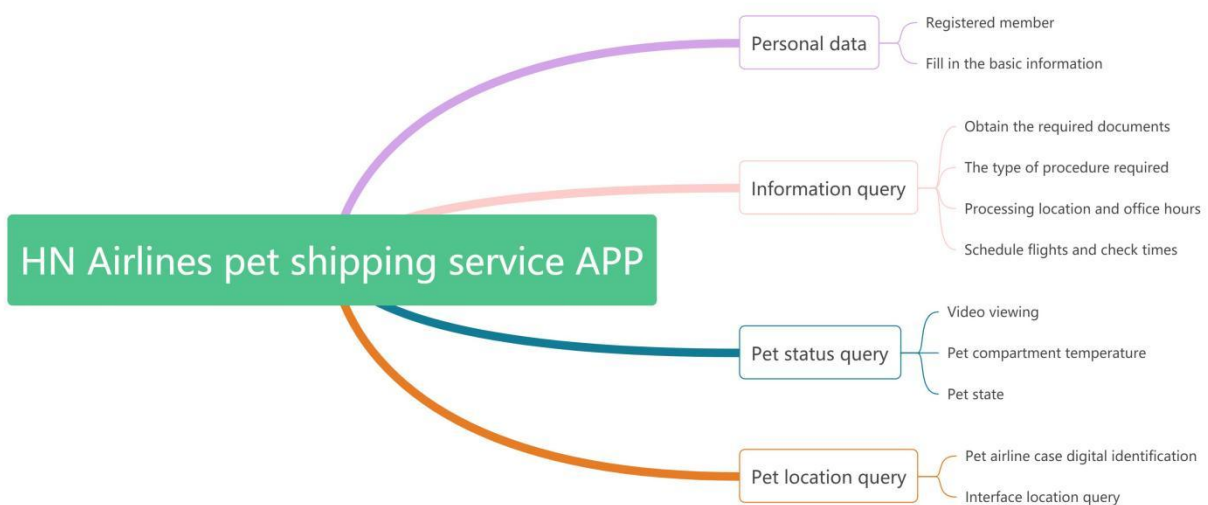 HN Airlines pet shipping service APP
Personal data
Registered member
Fill in the basic information
Information query
Obtain the required documents
The type of procedure required
Processing location and office hours
Schedule flights and check times
Pet status query
Video viewing
Pet compartment temperature
Pet state
Pet location query
Pet airline case digital identification
Interface location query